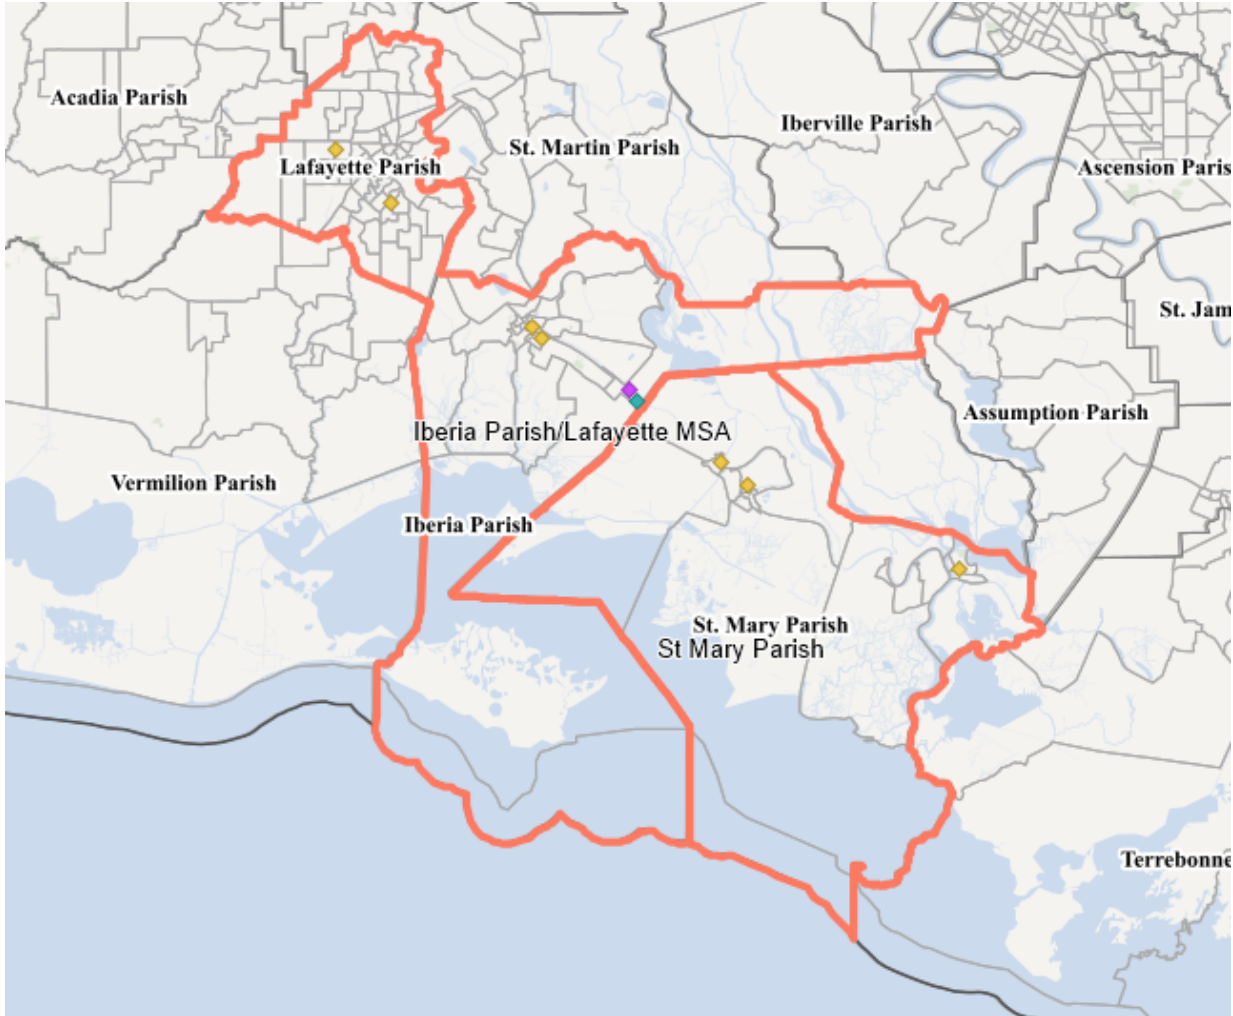 Acadia Parish
Iberville Parish
St. Martin Parish
Lafayette Parish
Ascension Paris
St. Jam
Assumption Parish
Iberia Parish/Lafayette MSA
Vermilion Parish
Iberia Parish
St. Mary Parish
St Mary Parish
Terrebonne